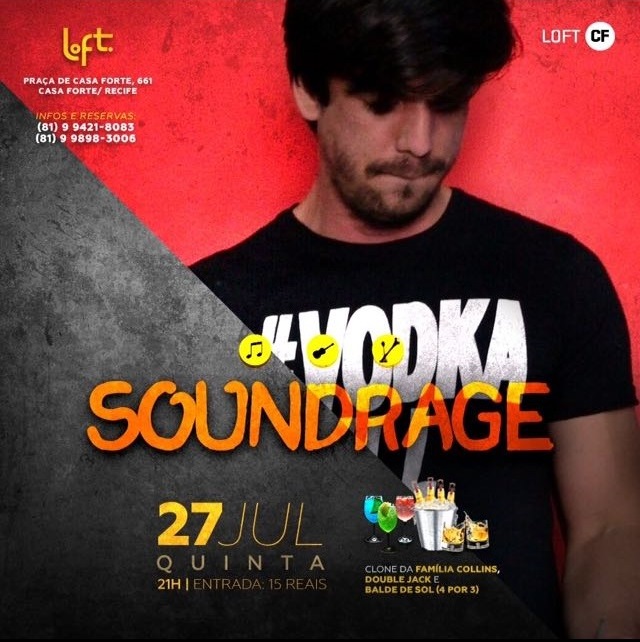 Loft.
PRAÇA DE CASA FORTE, 661
CASA FORTE/ RECIFE
INFOS E RESERVAS:
(81) 9 9421-8083
(81) 9 9898-3006
LOFT CF
#VODKA
SOUNDRAGE
27 JUL
QUINTA
21H | ENTRADA: 15 REAIS
CLONE DA FAMÍLIA COLLINS,
DOUBLE JACK E
BALDE DE SOL (4 POR 3)